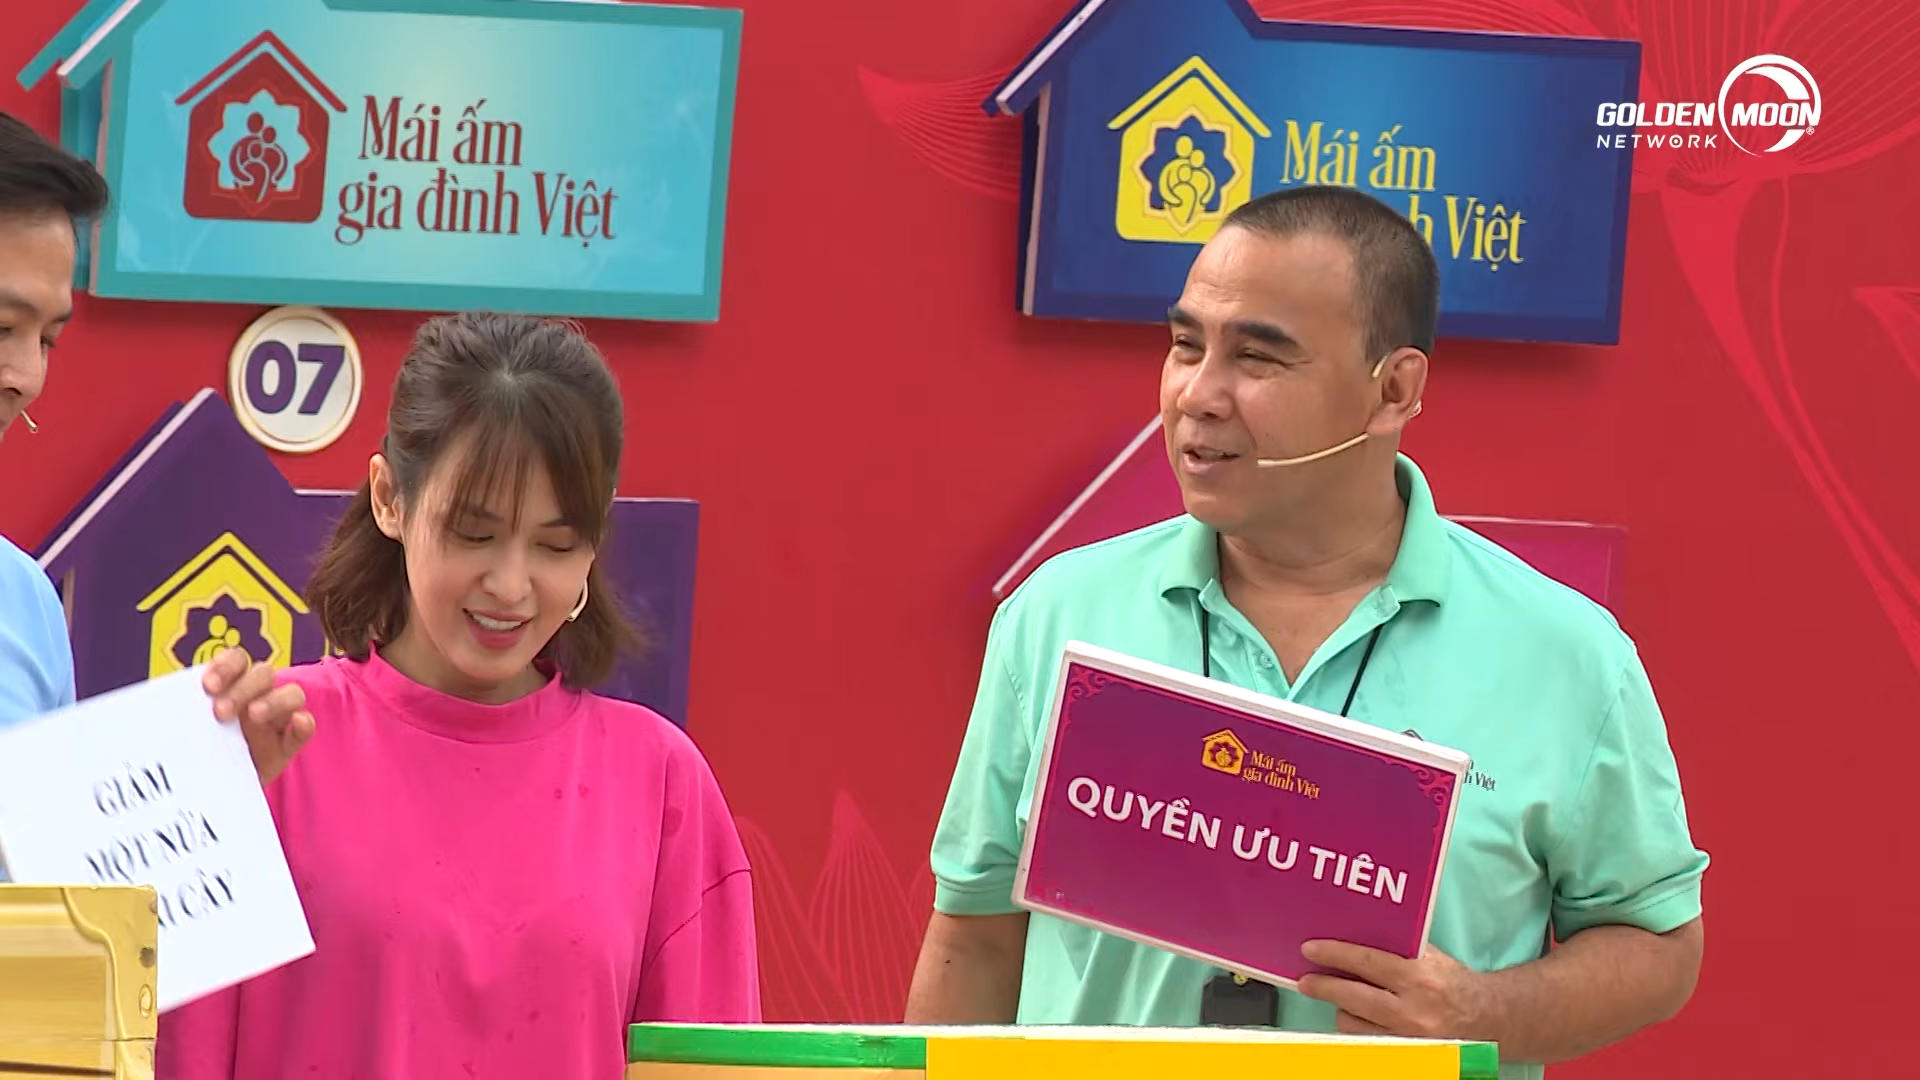 Mái ấm
gia đình Việt
Mái ấm
Việt
GOLDEN MOON
NETWORK
07
GIẢM
MỘT NỬA
CÂY
Mái ấm
gia đình Việt
QUYỀN ƯU TIÊN